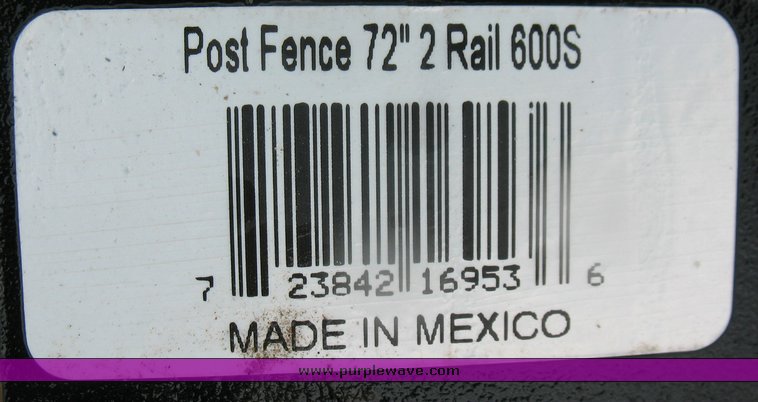 Post Fence 72" 2 Rail 600S
7 23842 16953 6
MADE IN MEXICO
www.purplewave.com